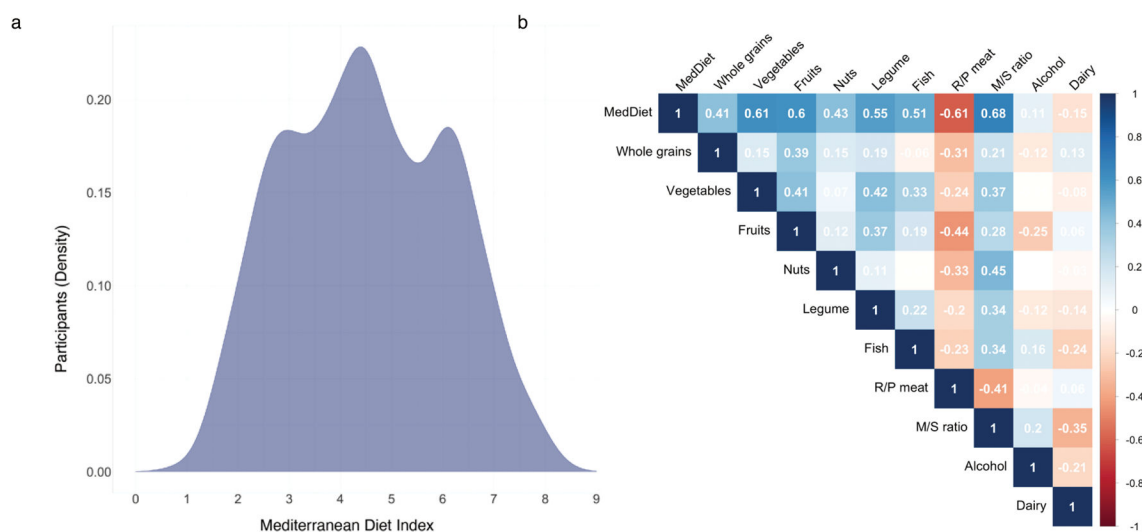 a
0.20
0.15
0.10
0.05
0.00
Participants (Density)
0 1 2 3 4 5 6 7 8 9
Mediterranean Diet Index
b
MedDiet Whole grains Vegetables Fruits Nuts Legume Fish R/P meat M/S ratio Alcohol Dairy
MedDiet 1 0.41 0.61 0.6 0.43 0.55 0.51 -0.61 0.68 0.11 -0.15
Whole grains 1 0.15 0.39 0.15 0.19 -0.31 0.21 -0.12 0.13
Vegetables 1 0.41 0.07 0.42 0.33 -0.24 0.37
Fruits 1 0.12 0.37 0.19 -0.44 0.28 -0.25
Nuts 1 0.11 -0.33 0.45
Legume 1 0.22 -0.2 0.34 -0.12 -0.14
Fish 1 -0.23 0.34 0.16 -0.24
R/P meat 1 -0.41
M/S ratio 1 0.2 -0.35
Alcohol 1 -0.21
Dairy 1
1
0.8
0.6
0.4
0.2
0
-0.2
-0.4
-0.6
-0.8
-1